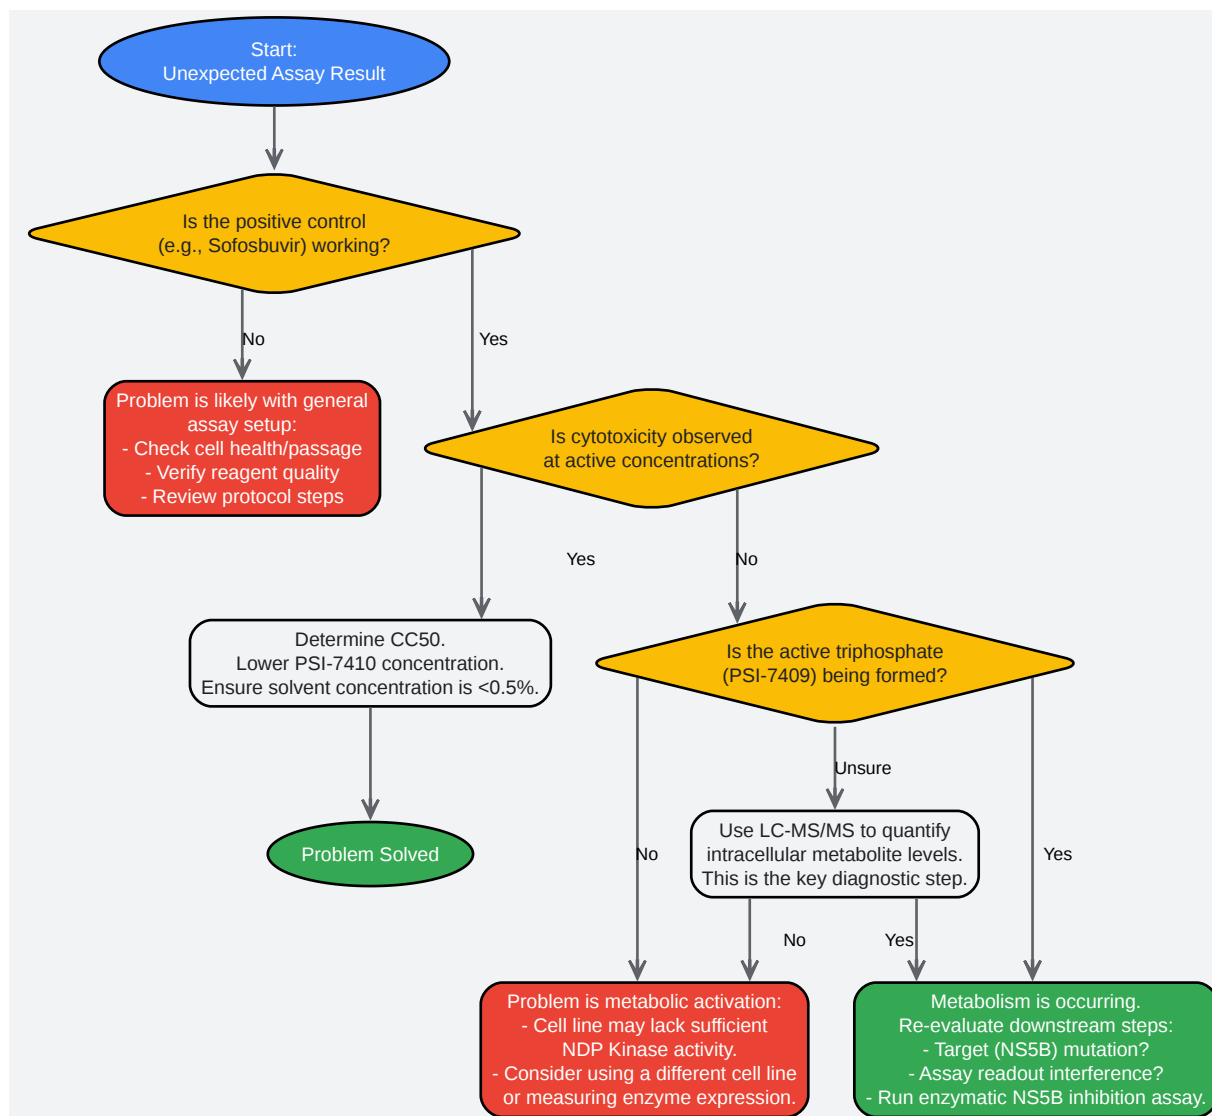 Start:
Unexpected Assay Result
Is the positive control
(e.g., Sofosbuvir) working?
No
Yes
Problem is likely with general
assay setup:
- Check cell health/passage
- Verify reagent quality
- Review protocol steps
Is cytotoxicity observed
at active concentrations?
Yes
No
Determine CC50.
Lower PSI-7410 concentration.
Ensure solvent concentration is <0.5%.
Is the active triphosphate
(PSI-7409) being formed?
Unsure
Problem Solved
Use LC-MS/MS to quantify
intracellular metabolite levels.
This is the key diagnostic step.
No
Yes
No
Yes
Problem is metabolic activation:
- Cell line may lack sufficient
NDP Kinase activity.
- Consider using a different cell line
or measuring enzyme expression.
Metabolism is occurring.
Re-evaluate downstream steps:
- Target (NS5B) mutation?
- Assay readout interference?
- Run enzymatic NS5B inhibition assay.